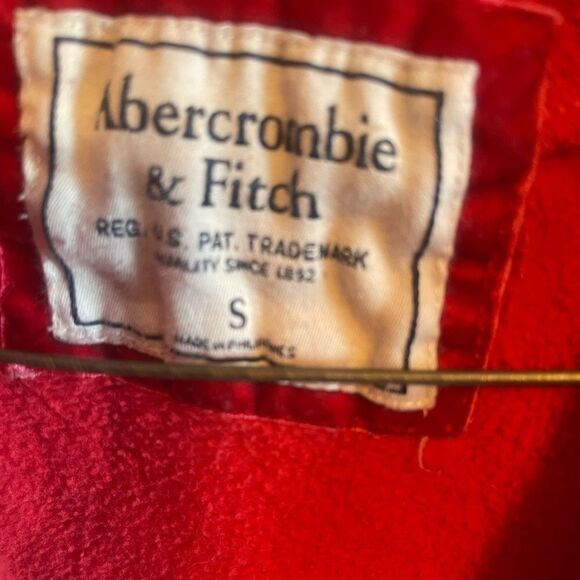 Abercrombie
& Fitch
REG. U.S. PAT. TRADEMARK
QUALITY SINCE 1892
S
MADE IN PHILIPPINES